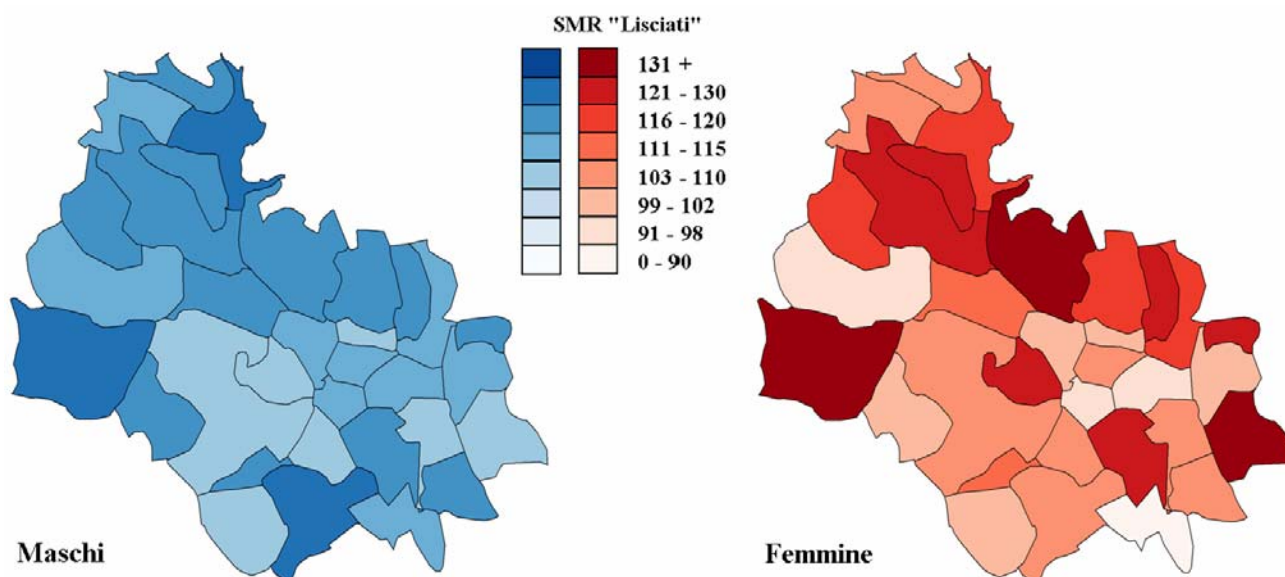 SMR "Lisciati"
131 +
121 - 130
116 - 120
111 - 115
103 - 110
99 - 102
91 - 98
0 - 90
Maschi
Femmine